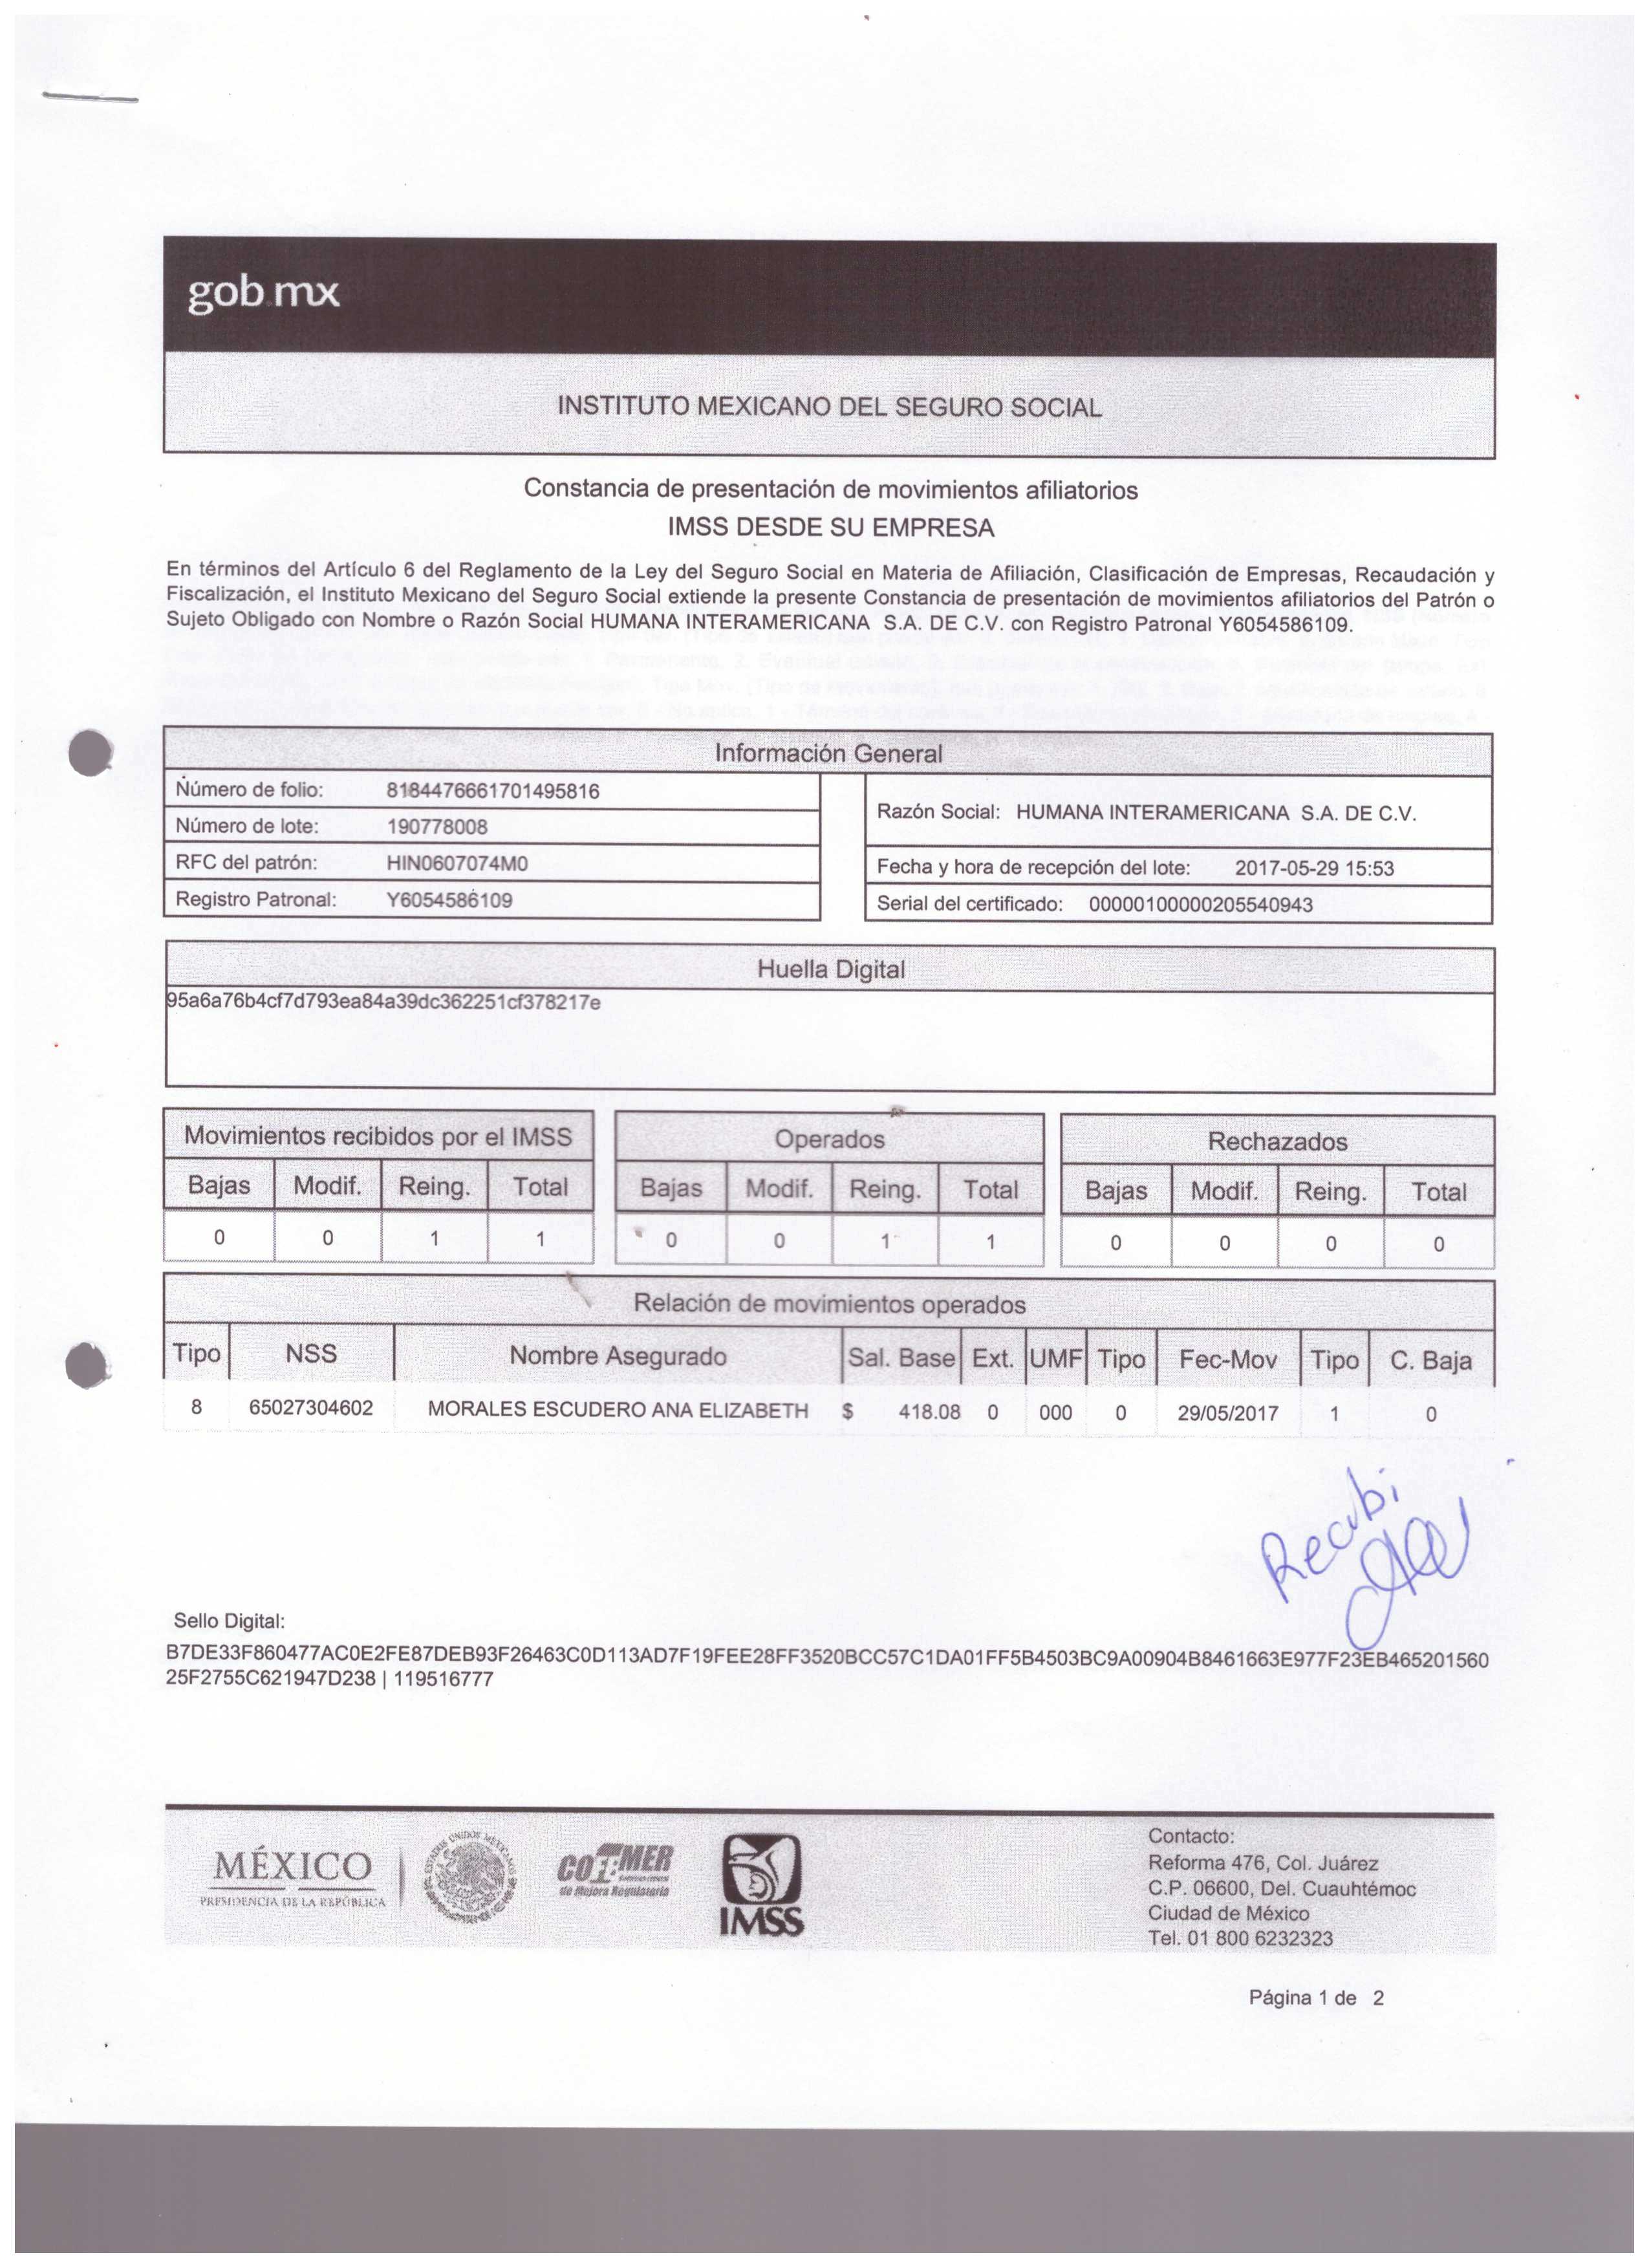 gob.mx
INSTITUTO MEXICANO DEL SEGURO SOCIAL
Constancia de presentación de movimientos afiliatorios
IMSS DESDE SU EMPRESA
En términos del Artículo 6 del Reglamento de la Ley del Seguro Social en Materia de Afiliación, Clasificación de Empresas, Recaudación y
Fiscalización, el Instituto Mexicano del Seguro Social extiende la presente Constancia de presentación de movimientos afiliatorios del Patrón o
Sujeto Obligado con Nombre o Razón Social HUMANA INTERAMERICANA S.A. DE C.V. con Registro Patronal Y6054586109.
Información General
Número de folio: 8184476661701495816
Número de lote: 190778008
RFC del patrón: HIN0607074M0
Registro Patronal: Y6054586109
Razón Social: HUMANA INTERAMERICANA S.A. DE C.V.
Fecha y hora de recepción del lote: 2017-05-29 15:53
Serial del certificado: 00000100000205540943
Huella Digital
95a6a76b4cf7d793ea84a39dc362251cf378217e
Movimientos recibidos por el IMSS
Bajas Modif. Reing. Total
0 0 1 1
Operados
Bajas Modif. Reing. Total
0 0 1 1
Rechazados
Bajas Modif. Reing. Total
0 0 0 0
Relación de movimientos operados
Tipo NSS Nombre Asegurado Sal. Base Ext. UMF Tipo Fec-Mov Tipo C. Baja
8 65027304602 MORALES ESCUDERO ANA ELIZABETH $ 418.08 0 000 0 29/05/2017 1 0
Recibi
Sello Digital:
B7DE33F860477AC0E2FE87DEB93F26463C0D113AD7F19FEE28FF3520BCC57C1DA01FF5B4503BC9A00904B8461663E977F23EB465201560
25F2755C621947D238 | 119516777
MÉXICO
PRESIDENCIA DE LA REPÚBLICA
ESTADOS UNIDOS MEXICANOS
COFEMER
de Mejora Regulatoria
IMSS
Contacto:
Reforma 476, Col. Juárez
C.P. 06600, Del. Cuauhtémoc
Ciudad de México
Tel. 01 800 6232323
Página 1 de 2